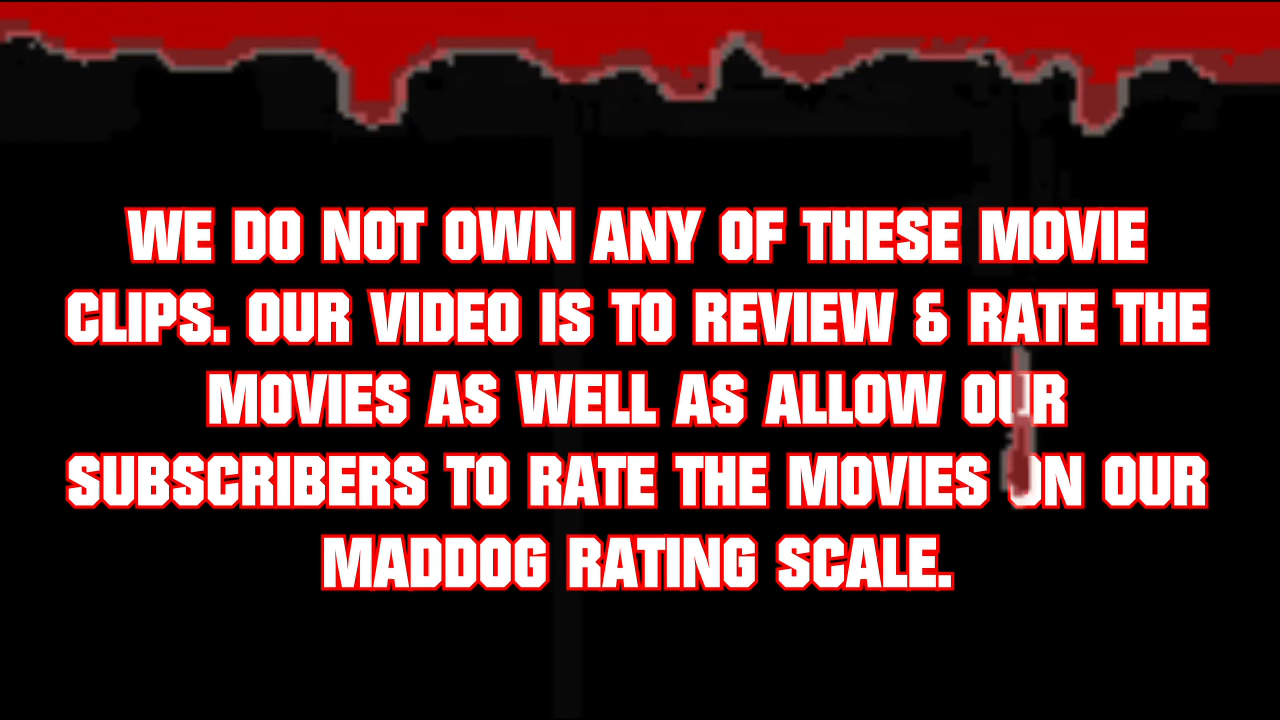 WE DO NOT OWN ANY OF THESE MOVIE
CLIPS. OUR VIDEO IS TO REVIEW & RATE THE
MOVIES AS WELL AS ALLOW OUR
SUBSCRIBERS TO RATE THE MOVIES ON OUR
MADDOG RATING SCALE.